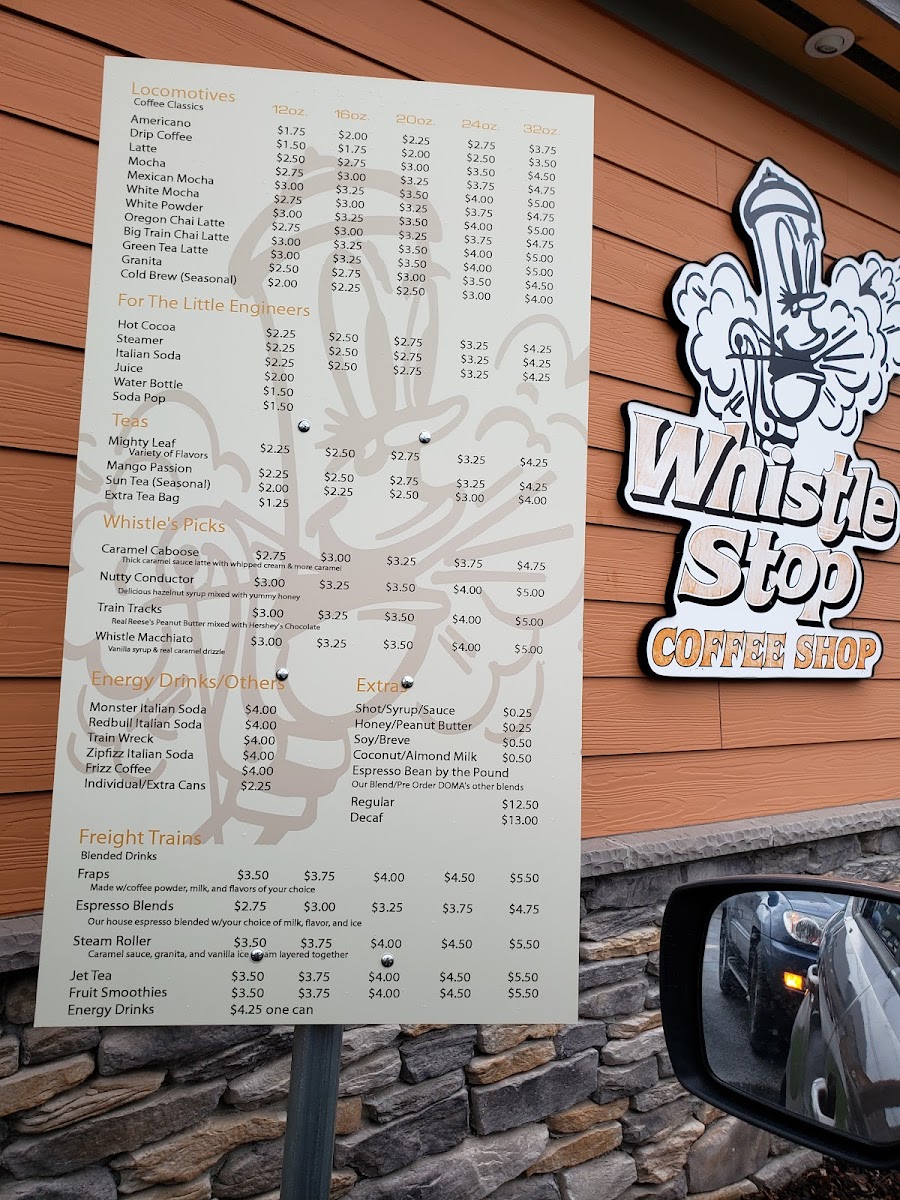 Locomotives
Coffee Classics 12oz. 16oz. 20oz. 24oz. 32oz.
Americano $1.75 $2.00 $2.25 $2.75 $3.75
Drip Coffee $1.50 $1.75 $2.00 $2.50 $3.50
Latte $2.50 $2.75 $3.00 $3.50 $4.50
Mocha $2.75 $3.00 $3.25 $3.75 $4.75
Mexican Mocha $3.00 $3.25 $3.50 $4.00 $5.00
White Mocha $2.75 $3.00 $3.25 $3.75 $4.75
White Powder $3.00 $3.25 $3.50 $4.00 $5.00
Oregon Chai Latte $2.75 $3.00 $3.25 $3.75 $4.75
Big Train Chai Latte $3.00 $3.25 $3.50 $4.00 $5.00
Green Tea Latte $3.00 $3.25 $3.50 $4.00 $5.00
Granita $2.50 $2.75 $3.00 $3.50 $4.50
Cold Brew (Seasonal) $2.00 $2.25 $2.50 $3.00 $4.00
For The Little Engineers
Hot Cocoa $2.25 $2.50 $2.75 $3.25 $4.25
Steamer $2.25 $2.50 $2.75 $3.25 $4.25
Italian Soda $2.25 $2.50 $2.75 $3.25 $4.25
Juice $2.00
Water Bottle $1.50
Soda Pop $1.50
Teas
Mighty Leaf $2.25 $2.50 $2.75 $3.25 $4.25
Variety of Flavors
Mango Passion $2.25 $2.50 $2.75 $3.25 $4.25
Sun Tea (Seasonal) $2.00 $2.25 $2.50 $3.00 $4.00
Extra Tea Bag $1.25
Whistle's Picks
Caramel Caboose $2.75 $3.00 $3.25 $3.75 $4.75
Thick caramel sauce latte with whipped cream & more caramel
Nutty Conductor $3.00 $3.25 $3.50 $4.00 $5.00
Delicious hazelnut syrup mixed with yummy honey
Train Tracks $3.00 $3.25 $3.50 $4.00 $5.00
Real Reese's Peanut Butter mixed with Hershey's Chocolate
Whistle Macchiato $3.00 $3.25 $3.50 $4.00 $5.00
Vanilla syrup & real caramel drizzle
Energy Drinks/Others
Monster Italian Soda $4.00
Redbull Italian Soda $4.00
Train Wreck $4.00
Zipfizz Italian Soda $4.00
Frizz Coffee $4.00
Individual/Extra Cans $2.25
Extras
Shot/Syrup/Sauce $0.25
Honey/Peanut Butter $0.25
Soy/Breve $0.50
Coconut/Almond Milk $0.50
Espresso Bean by the Pound
Our Blend/Pre Order DOMA's other blends
Regular $12.50
Decaf $13.00
Freight Trains
Blended Drinks
Fraps $3.50 $3.75 $4.00 $4.50 $5.50
Made w/coffee powder, milk, and flavors of your choice
Espresso Blends $2.75 $3.00 $3.25 $3.75 $4.75
Our house espresso blended w/your choice of milk, flavor, and ice
Steam Roller $3.50 $3.75 $4.00 $4.50 $5.50
Caramel sauce, granita, and vanilla ice cream layered together
Jet Tea $3.50 $3.75 $4.00 $4.50 $5.50
Fruit Smoothies $3.50 $3.75 $4.00 $4.50 $5.50
Energy Drinks $4.25 one can
Whistle
Stop
COFFEE SHOP